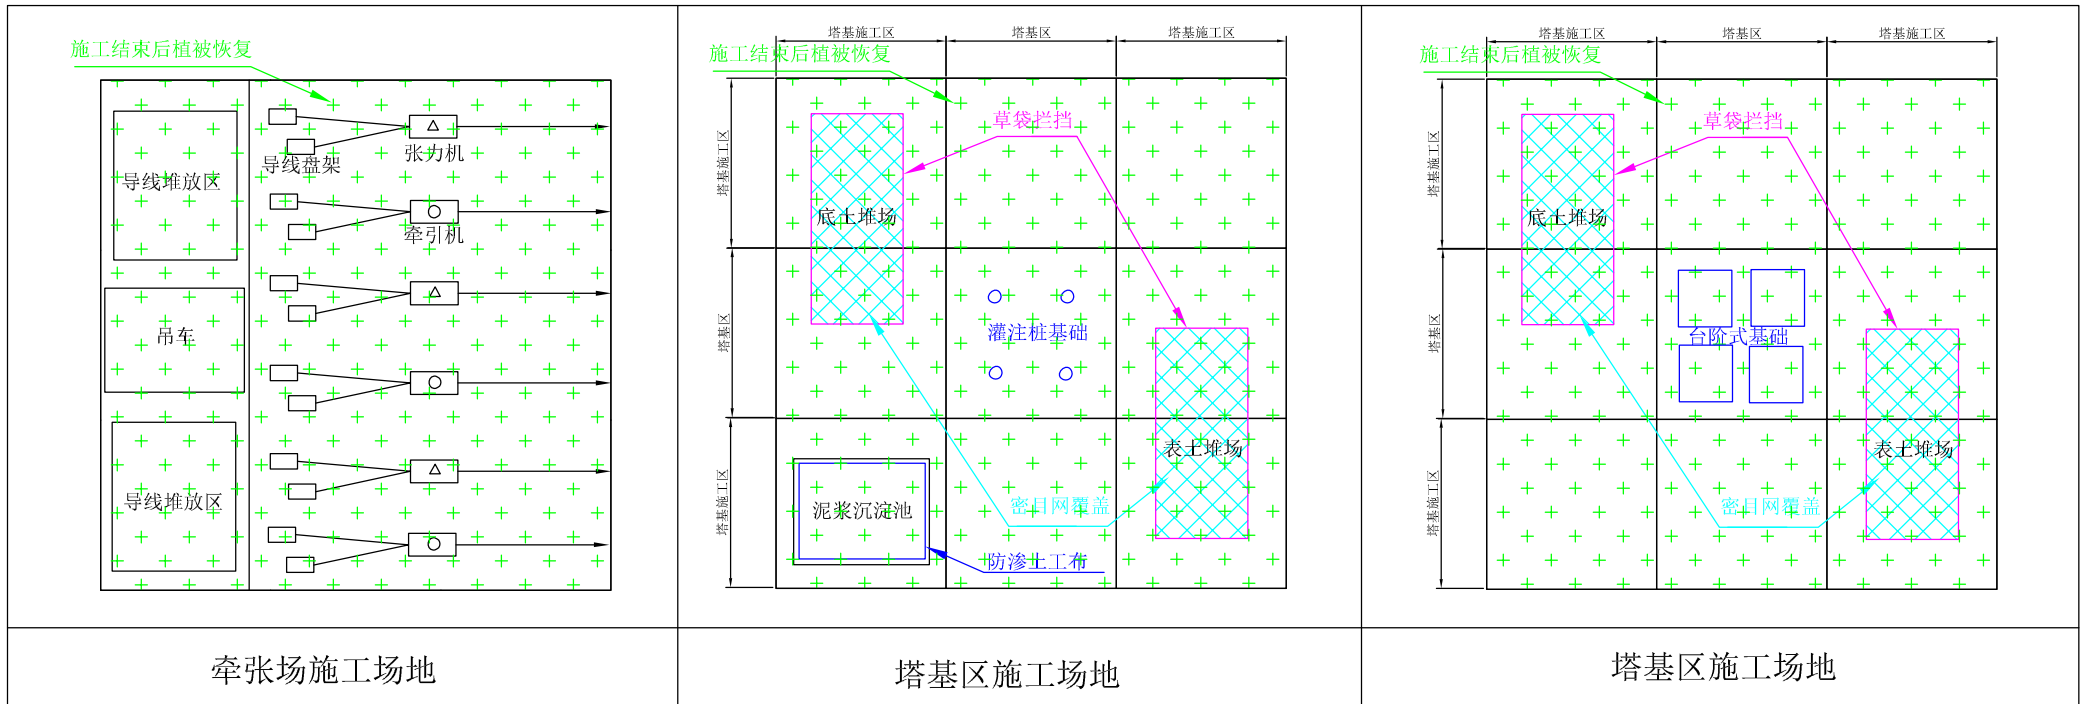 施工结束后植被恢复
导线堆放区
导线盘架
张力机
牵引机
吊车
导线堆放区
牵张场施工场地
塔基施工区
塔基区
塔基施工区
施工结束后植被恢复
塔基施工区
塔基区
塔基施工区
草袋拦挡
底土堆场
灌注桩基础
表土堆场
密目网覆盖
泥浆沉淀池
防渗土工布
塔基区施工场地
塔基施工区
塔基区
塔基施工区
施工结束后植被恢复
塔基施工区
塔基区
塔基施工区
草袋拦挡
底土堆场
台阶式基础
表土堆场
密目网覆盖
塔基区施工场地